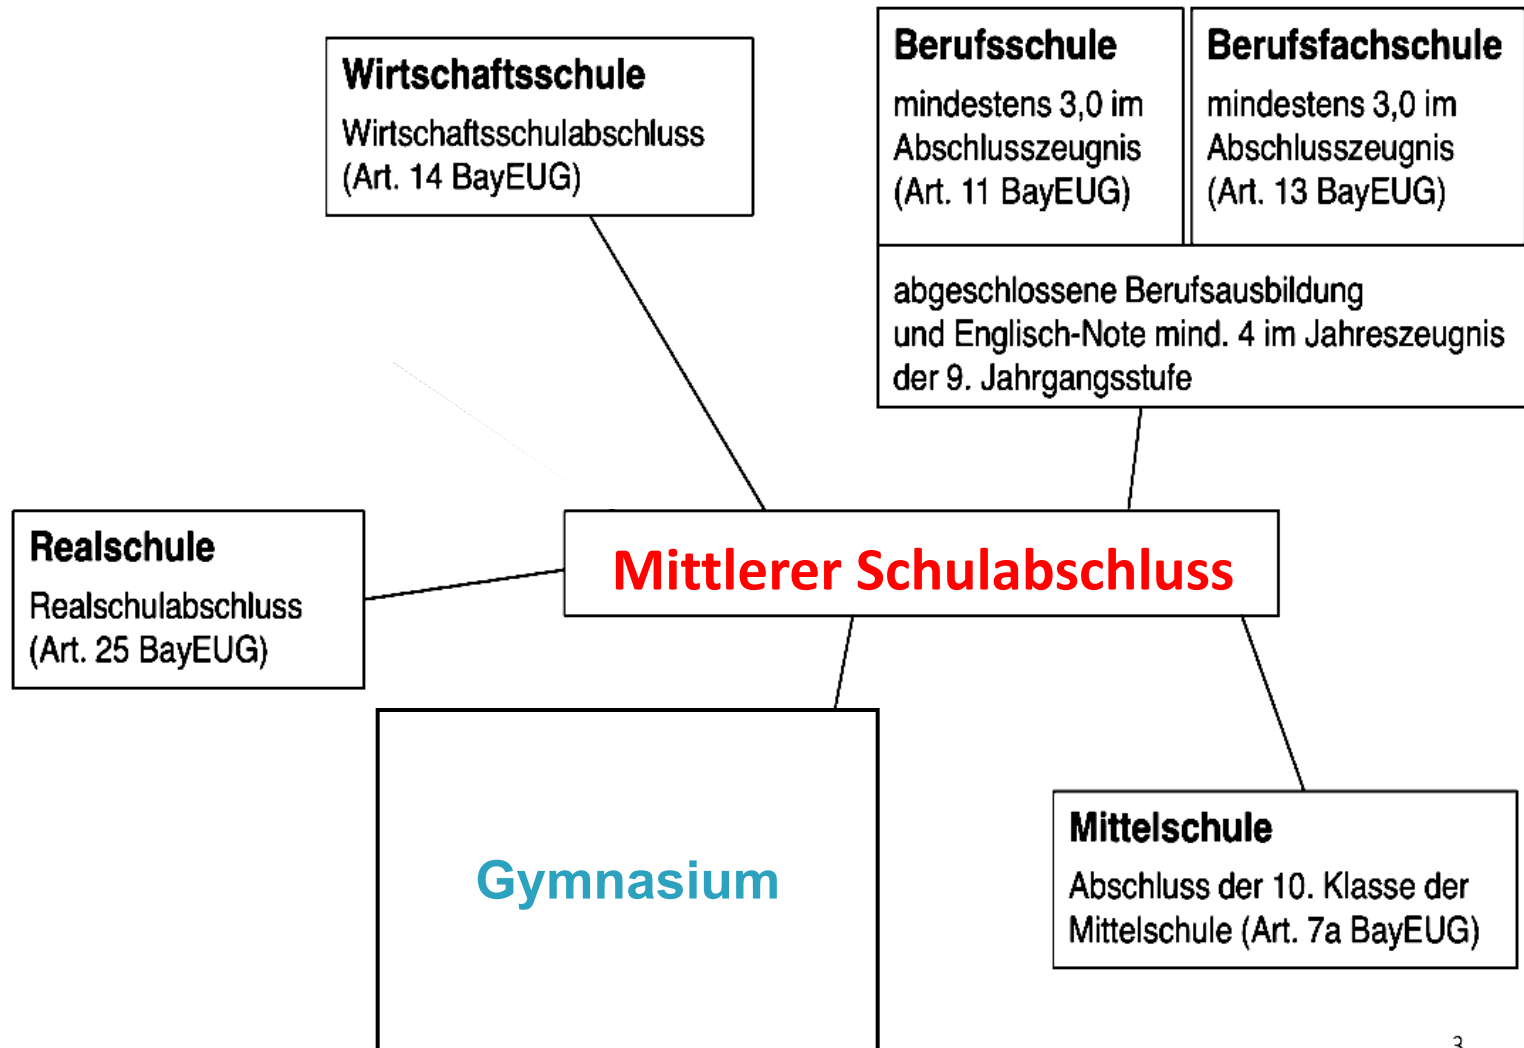 Wirtschaftsschule
Wirtschaftsschulabschluss
(Art. 14 BayEUG)
Berufsschule
mindestens 3,0 im
Abschlusszeugnis
(Art. 11 BayEUG)
Berufsfachschule
mindestens 3,0 im
Abschlusszeugnis
(Art. 13 BayEUG)
abgeschlossene Berufsausbildung
und Englisch-Note mind. 4 im Jahreszeugnis
der 9. Jahrgangsstufe
Realschule
Realschulabschluss
(Art. 25 BayEUG)
Mittlerer Schulabschluss
Gymnasium
Mittelschule
Abschluss der 10. Klasse der
Mittelschule (Art. 7a BayEUG)
3